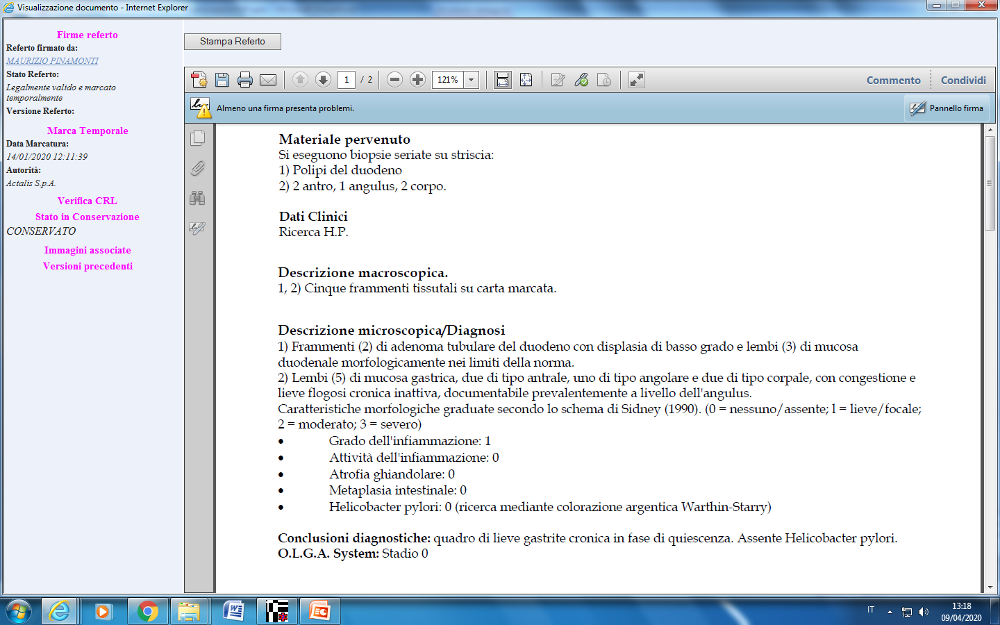 Visualizzazione documento - Internet Explorer
Firme referto
Referto firmato da:
MAURIZIO PINAMONTI
Stato Referto:
Legalmente valido e marcato
temporalmente
Versione Referto:
Marca Temporale
Data Marcatura:
14/01/2020 12:11:39
Autorità:
Actalis S.p.A.
Verifica CRL
Stato in Conservazione
CONSERVATO
Immagini associate
Versioni precedenti
Stampa Referto
1 / 2
121%
Commento
Condividi
Almeno una firma presenta problemi.
Pannello firma
Materiale pervenuto
Si eseguono biopsie seriate su striscia:
1) Polipi del duodeno
2) 2 antro, 1 angulus, 2 corpo.
Dati Clinici
Ricerca H.P.
Descrizione macroscopica.
1, 2) Cinque frammenti tissutali su carta marcata.
Descrizione microscopica/Diagnosi
1) Frammenti (2) di adenoma tubulare del duodeno con displasia di basso grado e lembi (3) di mucosa
duodenale morfologicamente nei limiti della norma.
2) Lembi (5) di mucosa gastrica, due di tipo antrale, uno di tipo angolare e due di tipo corpale, con congestione e
lieve flogosi cronica inattiva, documentabile prevalentemente a livello dell'angulus.
Caratteristiche morfologiche graduate secondo lo schema di Sidney (1990). (0 = nessuno/assente; l = lieve/focale;
2 = moderato; 3 = severo)
• Grado dell'infiammazione: 1
• Attività dell'infiammazione: 0
• Atrofia ghiandolare: 0
• Metaplasia intestinale: 0
• Helicobacter pylori: 0 (ricerca mediante colorazione argentica Warthin-Starry)
Conclusioni diagnostiche: quadro di lieve gastrite cronica in fase di quiescenza. Assente Helicobacter pylori.
O.L.G.A. System: Stadio 0
IT
13:18
09/04/2020